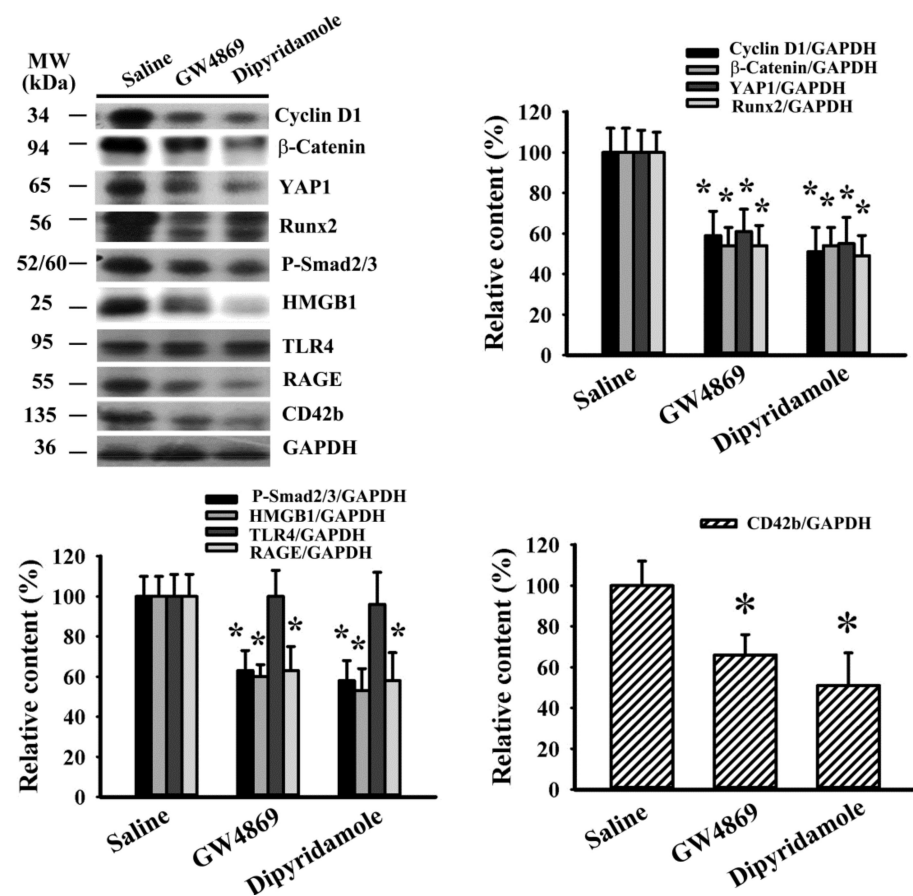 MW
(kDa)
Saline
GW4869
Dipyridamole
34
Cyclin D1
94
β-Catenin
65
YAP1
56
Runx2
52/60
P-Smad2/3
25
HMGB1
95
TLR4
55
RAGE
135
CD42b
36
GAPDH
Cyclin D1/GAPDH
β-Catenin/GAPDH
YAP1/GAPDH
Runx2/GAPDH
Relative content (%)
120
100
80
60
40
20
0
* * * *
* * * *
Saline
GW4869
Dipyridamole
P-Smad2/3/GAPDH
HMGB1/GAPDH
TLR4/GAPDH
RAGE/GAPDH
Relative content (%)
120
100
80
60
40
20
0
* * *
* * *
Saline
GW4869
Dipyridamole
CD42b/GAPDH
Relative content (%)
120
100
80
60
40
20
0
*
*
Saline
GW4869
Dipyridamole